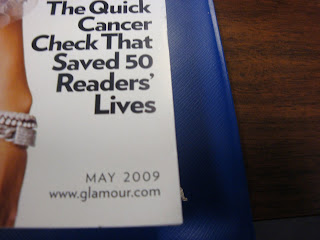 The Quick
Cancer
Check That
Saved 50
Readers'
Lives
MAY 2009
www.glamour.com